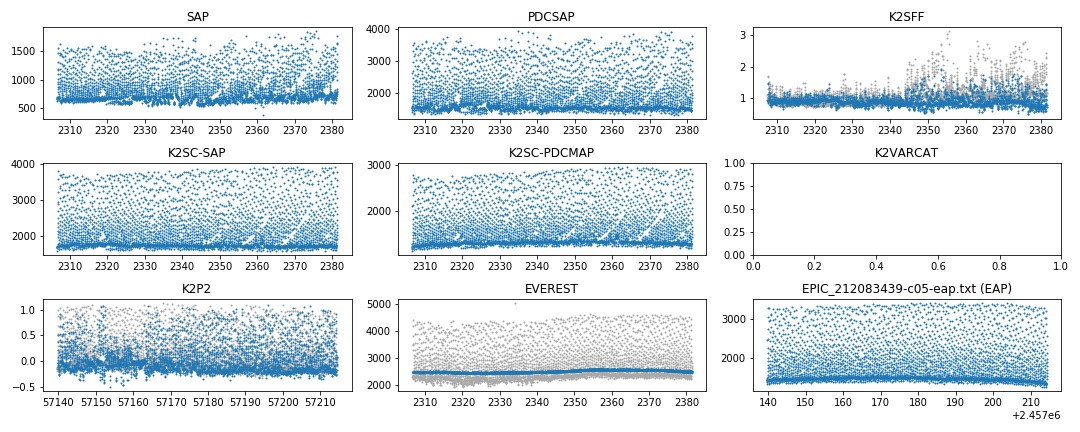 SAP
1500
1000
500
2310 2320 2330 2340 2350 2360 2370 2380
PDCSAP
4000
3000
2000
2310 2320 2330 2340 2350 2360 2370 2380
K2SFF
3
2
1
2310 2320 2330 2340 2350 2360 2370 2380
K2SC-SAP
4000
3000
2000
2310 2320 2330 2340 2350 2360 2370 2380
K2SC-PDCMAP
3000
2000
2310 2320 2330 2340 2350 2360 2370 2380
K2VARCAT
1.00
0.75
0.50
0.25
0.00
0.0 0.2 0.4 0.6 0.8 1.0
K2P2
1.0
0.5
0.0
−0.5
57140 57150 57160 57170 57180 57190 57200 57210
EVEREST
5000
4000
3000
2000
2310 2320 2330 2340 2350 2360 2370 2380
EPIC_212083439-c05-eap.txt (EAP)
3000
2000
140 150 160 170 180 190 200 210
+2.457e6